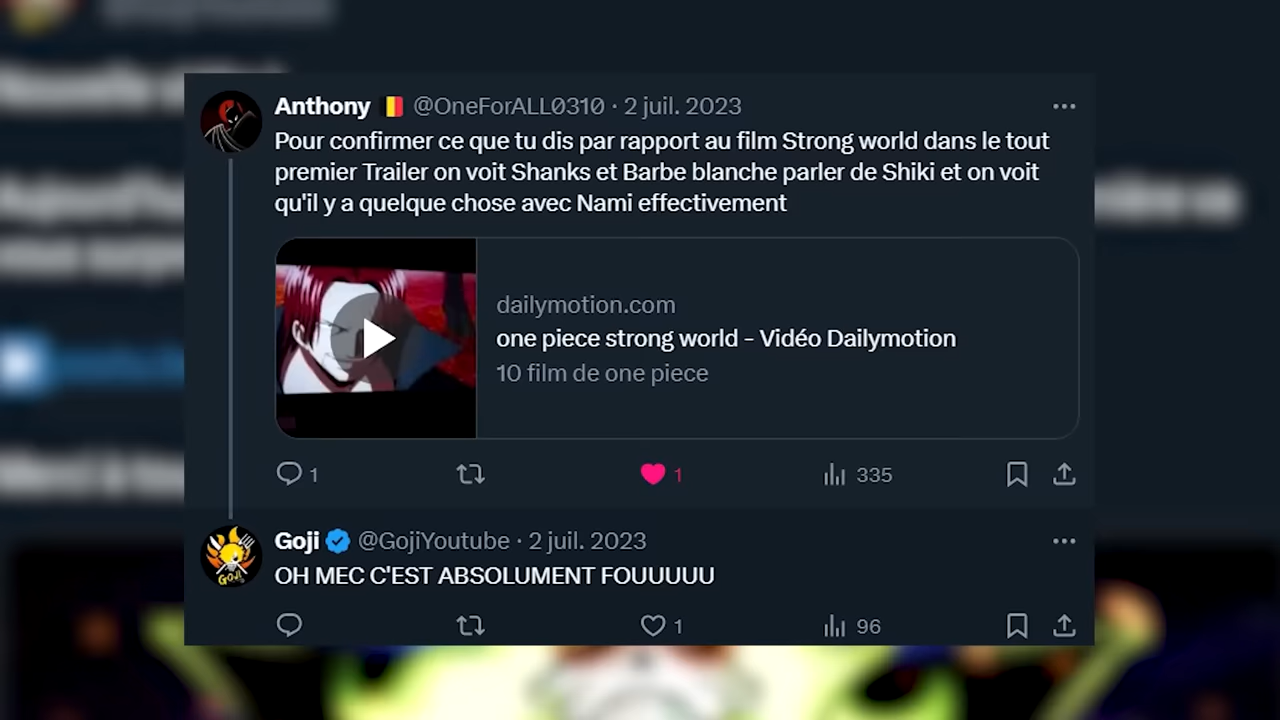 Anthony 🇧🇪 @OneForALL0310 · 2 juil. 2023
Pour confirmer ce que tu dis par rapport au film Strong world dans le tout
premier Trailer on voit Shanks et Barbe blanche parler de Shiki et on voit
qu'il y a quelque chose avec Nami effectivement
dailymotion.com
one piece strong world - Vidéo Dailymotion
10 film de one piece
1 1 335
Goji @GojiYoutube · 2 juil. 2023
OH MEC C'EST ABSOLUMENT FOUUUUU
1 96
GOJI